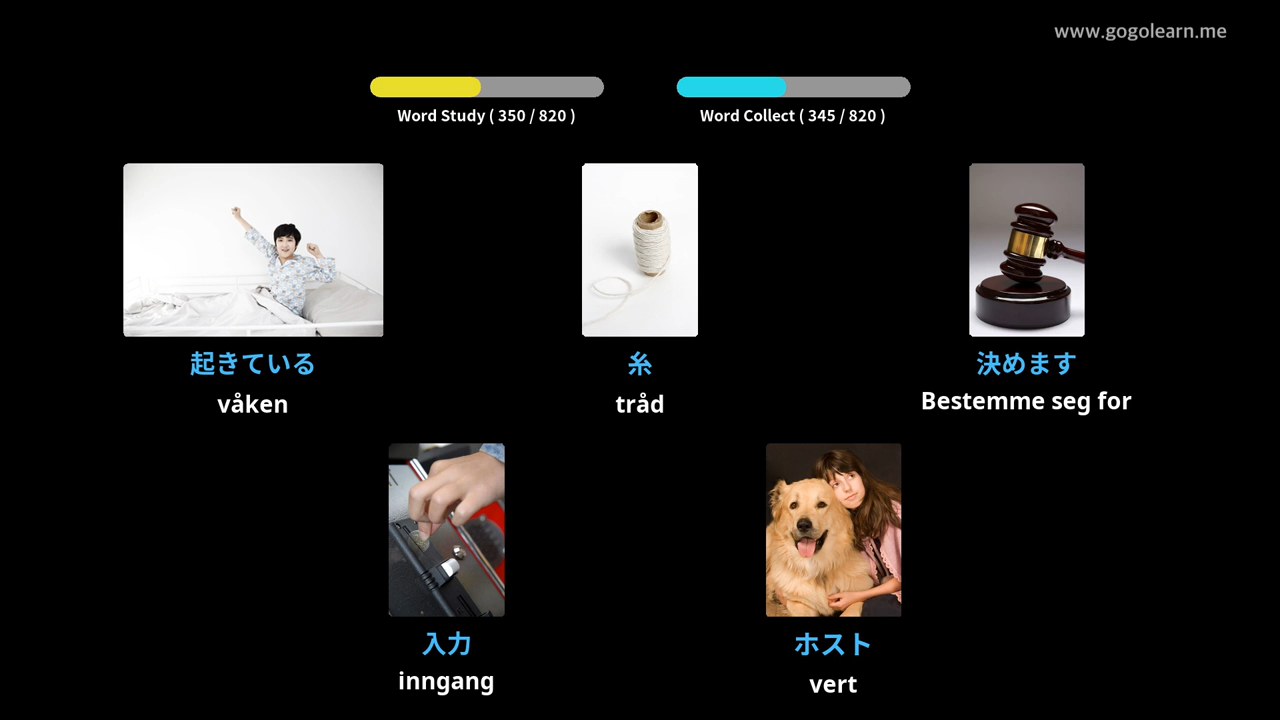 www.gogolearn.me
Word Study ( 350 / 820 )
Word Collect ( 345 / 820 )
起きている
våken
糸
tråd
決めます
Bestemme seg for
入力
inngang
ホスト
vert